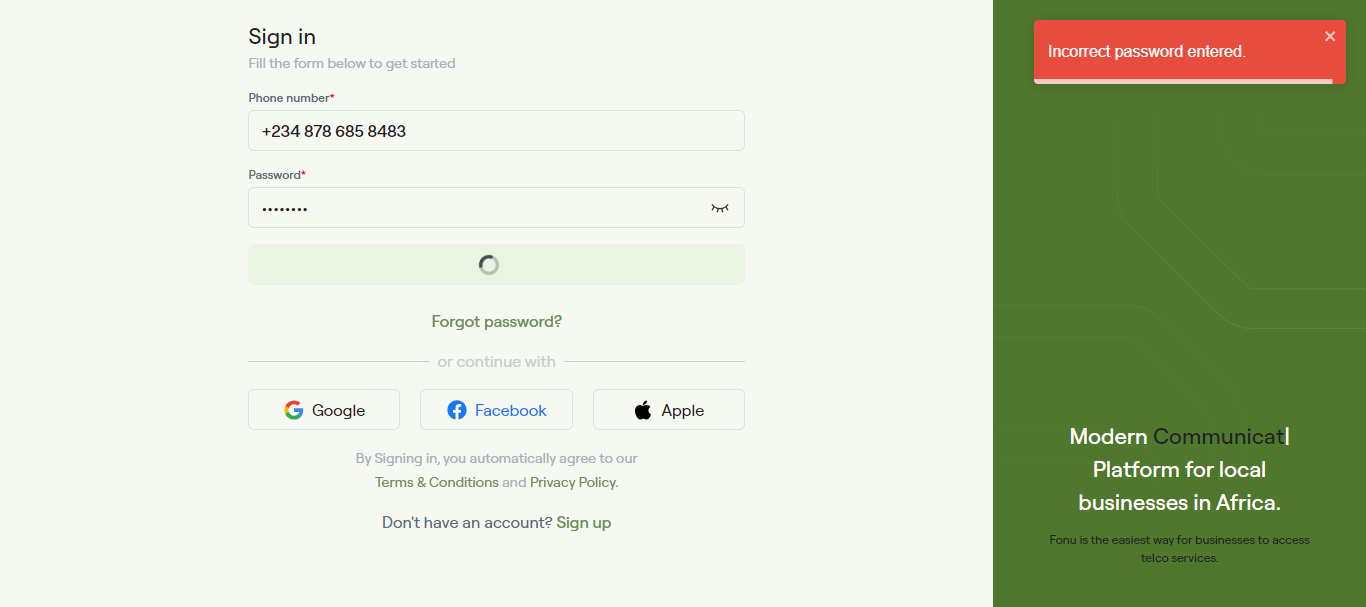 Sign in
Fill the form below to get started
Phone number*
+234 878 685 8483
Password*
••••••••
Forgot password?
or continue with
Google
Facebook
Apple
By Signing in, you automatically agree to our
Terms & Conditions and Privacy Policy.
Don't have an account? Sign up
Incorrect password entered.
Modern Communicat|
Platform for local
businesses in Africa.
Fonu is the easiest way for businesses to access
telco services.